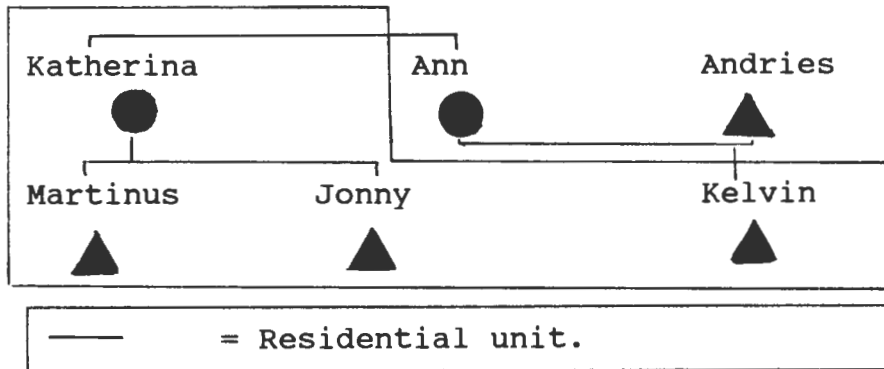 Katherina Ann Andries
Martinus Jonny Kelvin
= Residential unit.